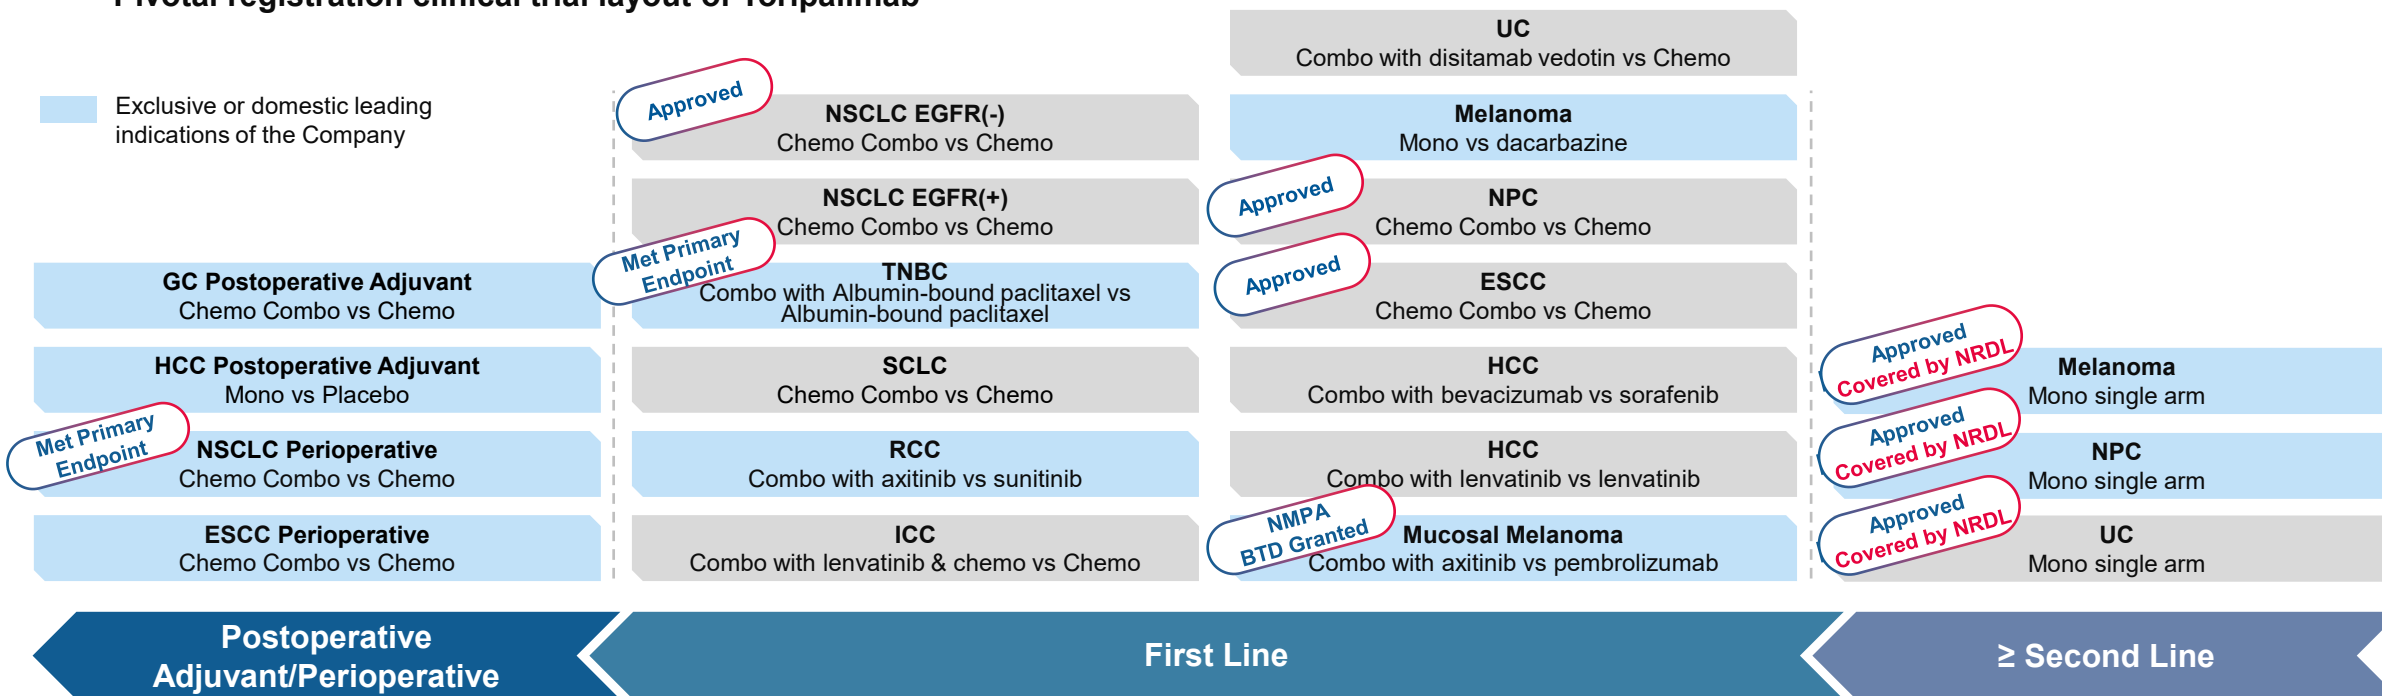 Pivotal registration clinical trial layout of Toripalimab
Exclusive or domestic leading
indications of the Company
GC Postoperative Adjuvant
Chemo Combo vs Chemo
HCC Postoperative Adjuvant
Mono vs Placebo
Met Primary
Endpoint
NSCLC Perioperative
Chemo Combo vs Chemo
ESCC Perioperative
Chemo Combo vs Chemo
Approved
NSCLC EGFR(-)
Chemo Combo vs Chemo
NSCLC EGFR(+)
Chemo Combo vs Chemo
Met Primary
Endpoint
TNBC
Combo with Albumin-bound paclitaxel vs
Albumin-bound paclitaxel
SCLC
Chemo Combo vs Chemo
RCC
Combo with axitinib vs sunitinib
ICC
Combo with lenvatinib & chemo vs Chemo
UC
Combo with disitamab vedotin vs Chemo
Melanoma
Mono vs dacarbazine
Approved
NPC
Chemo Combo vs Chemo
Approved
ESCC
Chemo Combo vs Chemo
HCC
Combo with bevacizumab vs sorafenib
HCC
Combo with lenvatinib vs lenvatinib
NMPA
BTD Granted
Mucosal Melanoma
Combo with axitinib vs pembrolizumab
Approved
Covered by NRDL
Melanoma
Mono single arm
Approved
Covered by NRDL
NPC
Mono single arm
Approved
Covered by NRDL
UC
Mono single arm
Postoperative
Adjuvant/Perioperative
First Line
≥ Second Line